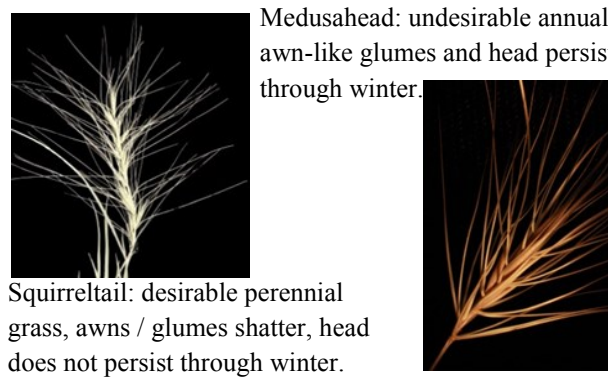 Medusahead: undesirable annual
awn-like glumes and head persis
through winter.
Squirreltail: desirable perennial
grass, awns / glumes shatter, head
does not persist through winter.